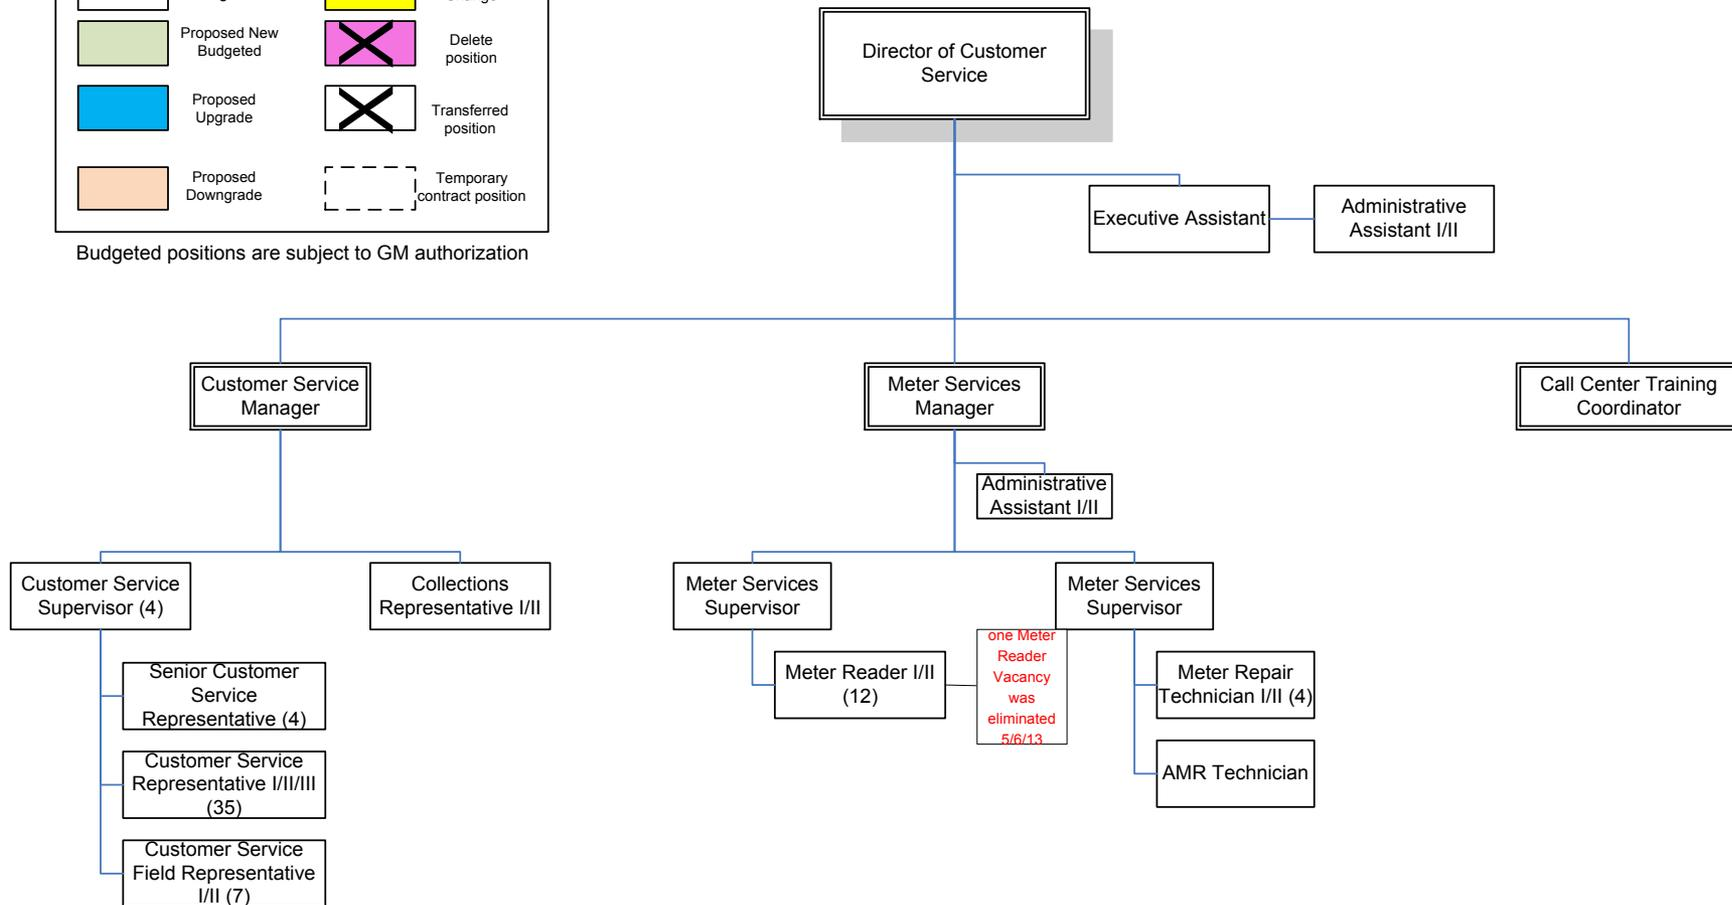 Proposed New
Budgeted
Delete
position
Proposed
Upgrade
Transferred
position
Proposed
Downgrade
Temporary
contract position
Budgeted positions are subject to GM authorization
Director of Customer
Service
Executive Assistant
Administrative
Assistant I/II
Customer Service
Manager
Meter Services
Manager
Call Center Training
Coordinator
Administrative
Assistant I/II
Customer Service
Supervisor (4)
Collections
Representative I/II
Meter Services
Supervisor
Meter Services
Supervisor
Senior Customer
Service
Representative (4)
Customer Service
Representative I/II/III
(35)
Customer Service
Field Representative
I/II (7)
Meter Reader I/II
(12)
one Meter
Reader
Vacancy
was
eliminated
5/6/13
Meter Repair
Technician I/II (4)
AMR Technician